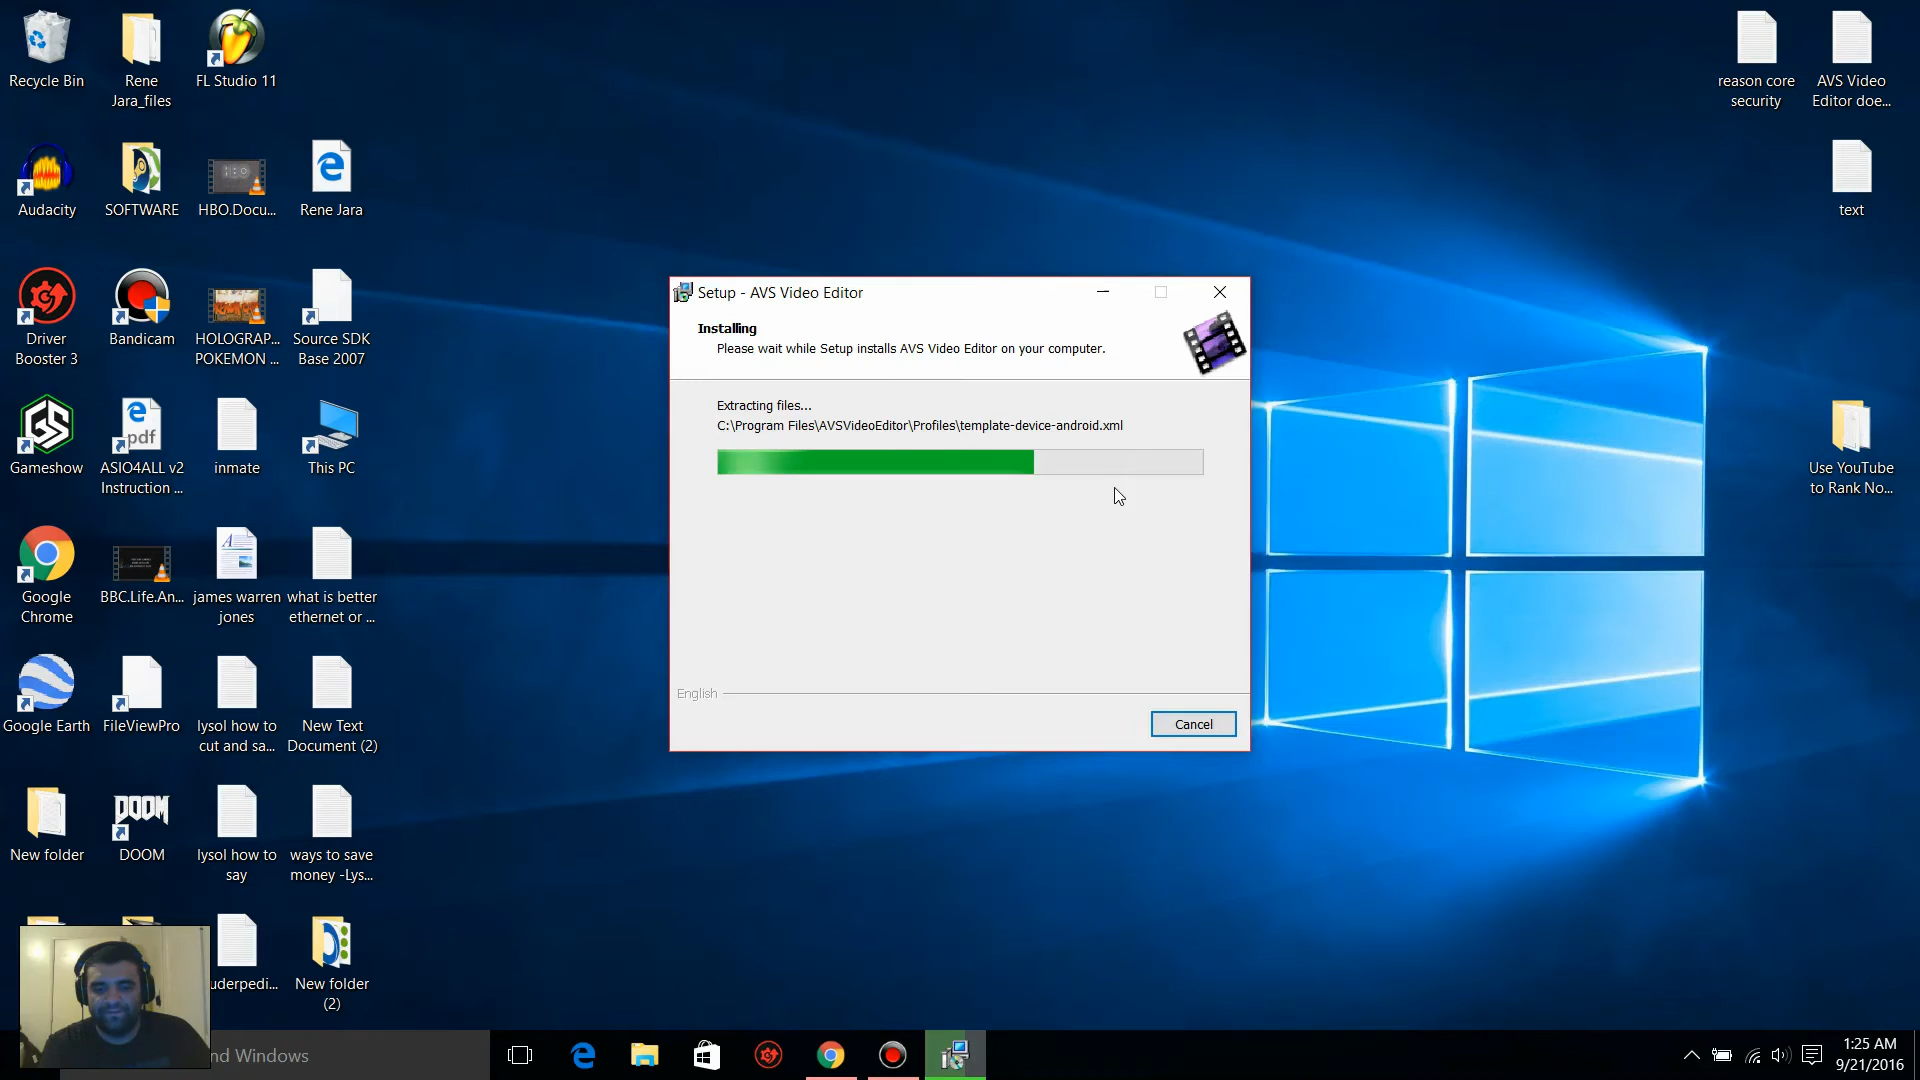 Recycle Bin
Rene
Jara_files
FL Studio 11
reason core
security
AVS Video
Editor doe...
Audacity
SOFTWARE
HBO.Docu...
Rene Jara
text
Driver
Booster 3
Bandicam
HOLOGRAP...
POKEMON ...
Source SDK
Base 2007
Setup - AVS Video Editor
Installing
Please wait while Setup installs AVS Video Editor on your computer.
Extracting files...
C:\Program Files\AVSVideoEditor\Profiles\template-device-android.xml
English
Cancel
Gameshow
pdf
ASIO4ALL v2
Instruction ...
inmate
This PC
Use YouTube
to Rank No...
Google
Chrome
BBC.Life.An...
james warren
jones
what is better
ethernet or ...
Google Earth
FileViewPro
lysol how to
cut and sa...
New Text
Document (2)
New folder
DOOM
DOOM
lysol how to
say
ways to save
money -Lys...
uderpedi...
New folder
(2)
nd Windows
1:25 AM
9/21/2016